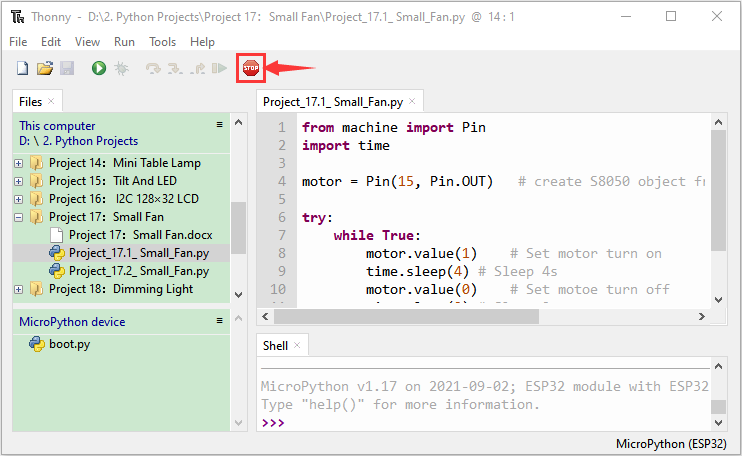 Thonny - D:\2. Python Projects\Project 17：Small Fan\Project_17.1_ Small_Fan.py @ 14 : 1
File Edit View Run Tools Help
STOP
Files
This computer
D: \ 2. Python Projects
Project 14：Mini Table Lamp
Project 15：Tilt And LED
Project 16： I2C 128×32 LCD
Project 17：Small Fan
Project 17：Small Fan.docx
Project_17.1_ Small_Fan.py
Project_17.2_ Small_Fan.py
Project 18：Dimming Light
MicroPython device
boot.py
Project_17.1_ Small_Fan.py
1 from machine import Pin
2 import time
3
4 motor = Pin(15, Pin.OUT) # create S8050 object
5
6 try:
7 while True:
8 motor.value(1) # Set motor turn on
9 time.sleep(4) # Sleep 4s
10 motor.value(0) # Set motoe turn off
Shell
MicroPython v1.17 on 2021-09-02; ESP32 module with ESP32
Type "help()" for more information.
>>>
MicroPython (ESP32)